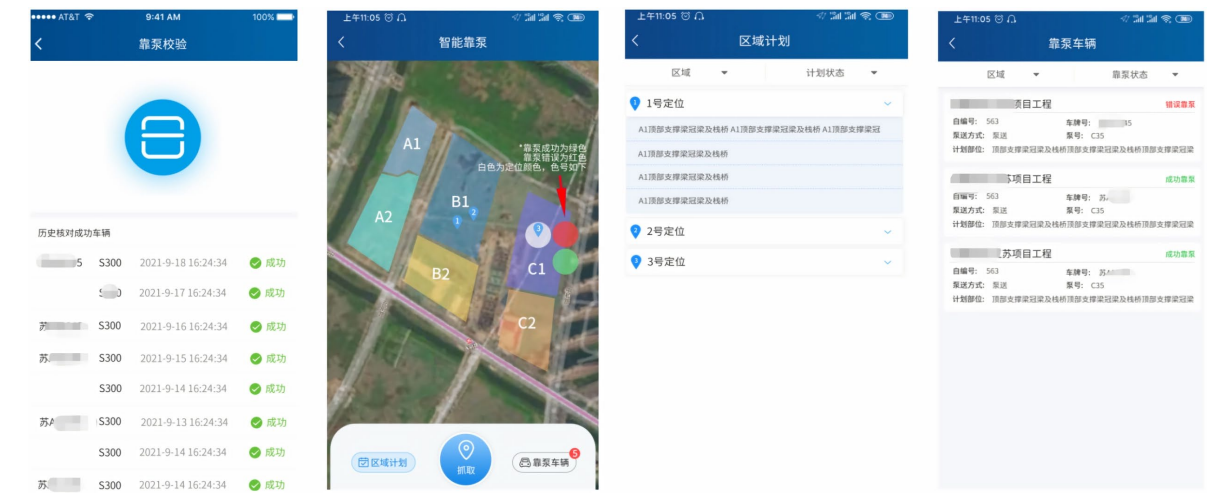 ●●●●● AT&T 9:41 AM 100%
靠泵校验
历史核对成功车辆
5 S300 2021-9-18 16:24:34 成功
2021-9-17 16:24:34 成功
苏 S300 2021-9-16 16:24:34 成功
苏 S300 2021-9-15 16:24:34 成功
S300 2021-9-14 16:24:34 成功
苏A S300 2021-9-13 16:24:34 成功
S300 2021-9-14 16:24:34 成功
苏 S300 2021-9-14 16:24:34 成功
上午11:05
智能靠泵
A1
*靠泵成功为绿色
靠泵错误为红色
白色为定位颜色，色号如下
B1
A2
1 2
3
B2
C1
C2
区域计划
抓取
靠泵车辆
5
上午11:05
区域计划
区域 计划状态
1 1号定位
A1顶部支撑梁冠梁及栈桥 A1顶部支撑梁冠梁及栈桥 A1顶部支撑梁冠
A1顶部支撑梁冠梁及栈桥
A1顶部支撑梁冠梁及栈桥
A1顶部支撑梁冠梁及栈桥
2 2号定位
3 3号定位
上午11:05
靠泵车辆
区域 靠泵状态
项目工程 错误靠泵
自编号: 563 车牌号: 45
泵送方式: 泵送 泵号: C35
计划部位: 顶部支撑梁冠梁及栈桥顶部支撑梁冠梁及栈桥顶部支撑梁冠梁
苏项目工程 成功靠泵
自编号: 563 车牌号: 苏
泵送方式: 泵送 泵号: C35
计划部位: 顶部支撑梁冠梁及栈桥顶部支撑梁冠梁及栈桥顶部支撑梁冠梁
苏项目工程 成功靠泵
自编号: 563 车牌号: 苏A
泵送方式: 泵送 泵号: C35
计划部位: 顶部支撑梁冠梁及栈桥顶部支撑梁冠梁及栈桥顶部支撑梁冠梁